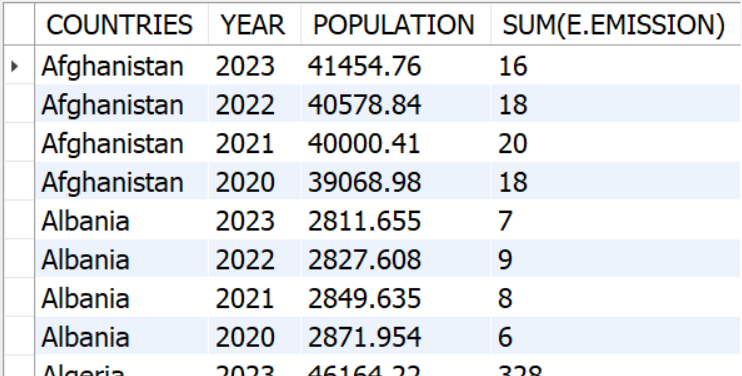 COUNTRIES YEAR POPULATION SUM(E.EMISSION)
Afghanistan 2023 41454.76 16
Afghanistan 2022 40578.84 18
Afghanistan 2021 40000.41 20
Afghanistan 2020 39068.98 18
Albania 2023 2811.655 7
Albania 2022 2827.608 9
Albania 2021 2849.635 8
Albania 2020 2871.954 6
Algeria 2023 46164.22 328